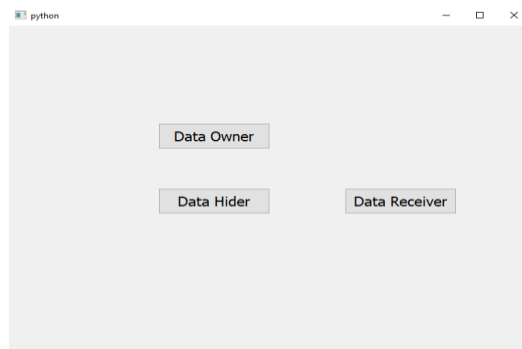 python
Data Owner
Data Hider
Data Receiver